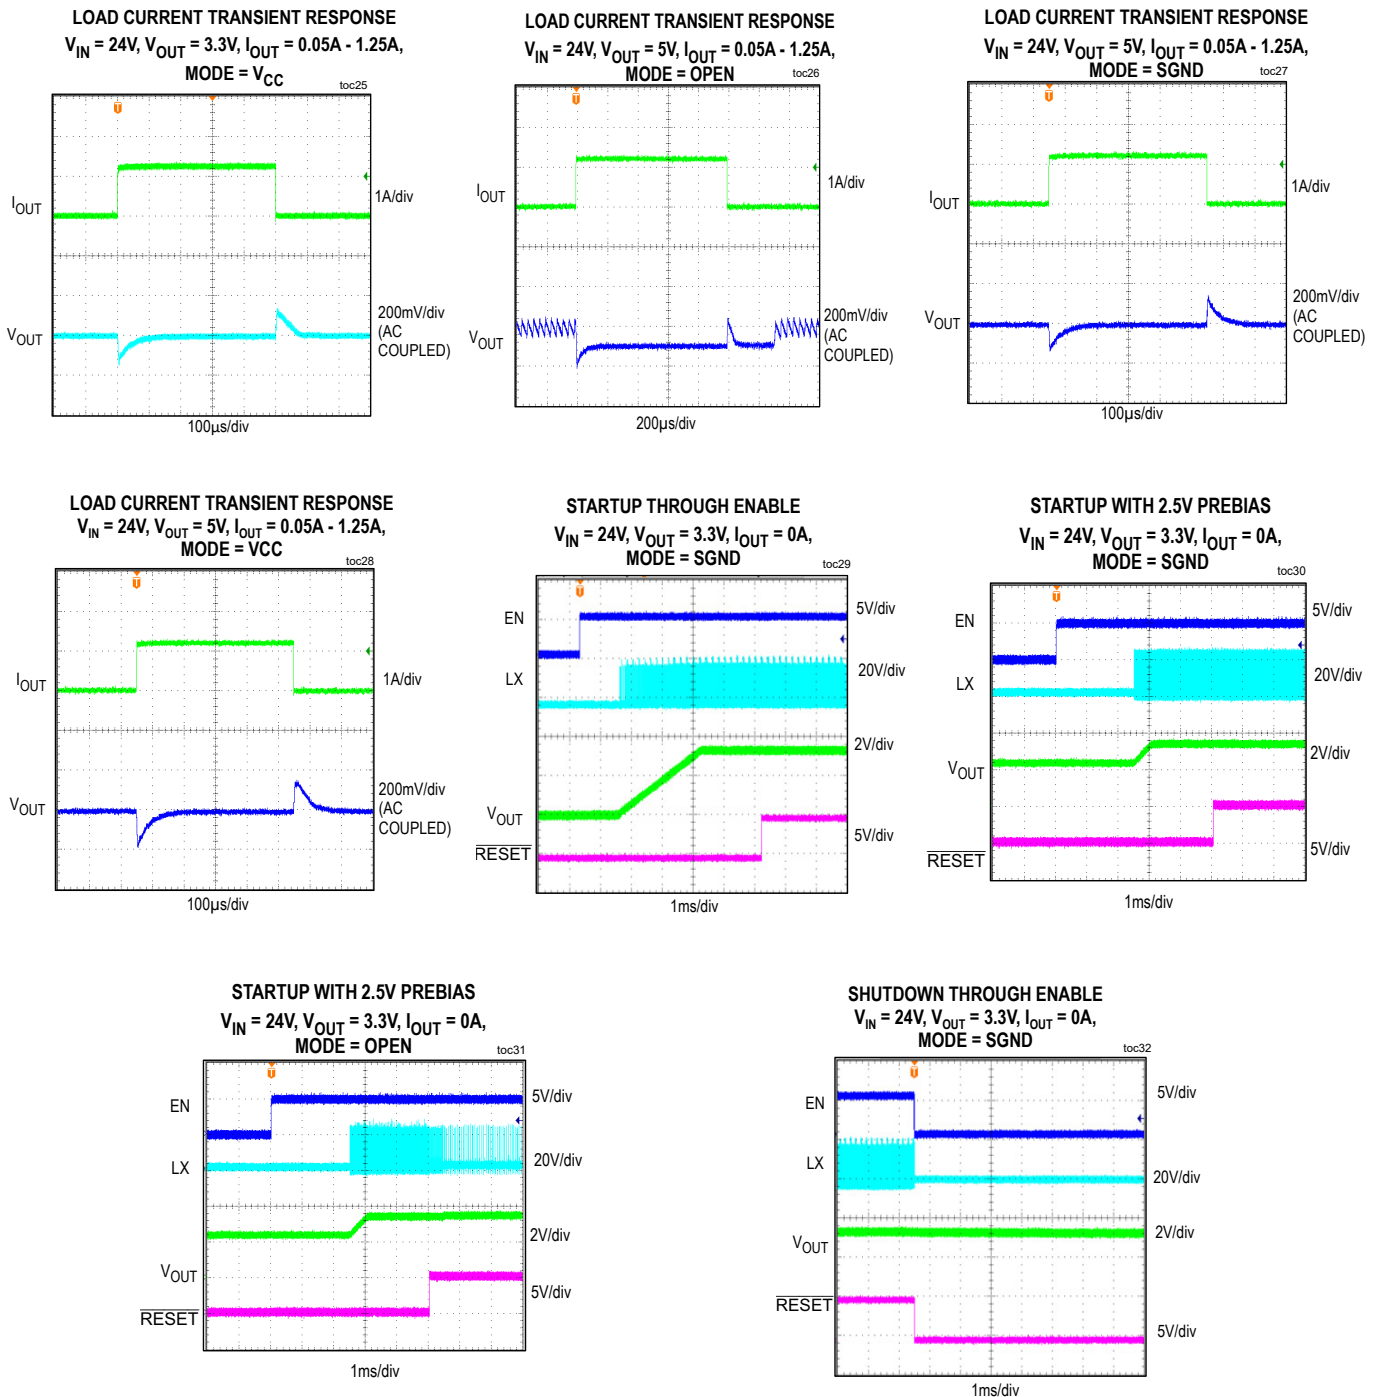 LOAD CURRENT TRANSIENT RESPONSE
VIN = 24V, VOUT = 3.3V, IOUT = 0.05A - 1.25A,
MODE = VCC
toc25
IOUT
1A/div
VOUT
200mV/div
(AC
COUPLED)
100µs/div
LOAD CURRENT TRANSIENT RESPONSE
VIN = 24V, VOUT = 5V, IOUT = 0.05A - 1.25A,
MODE = OPEN
toc26
IOUT
1A/div
VOUT
200mV/div
(AC
COUPLED)
200µs/div
LOAD CURRENT TRANSIENT RESPONSE
VIN = 24V, VOUT = 5V, IOUT = 0.05A - 1.25A,
MODE = SGND
toc27
IOUT
1A/div
VOUT
200mV/div
(AC
COUPLED)
100µs/div
LOAD CURRENT TRANSIENT RESPONSE
VIN = 24V, VOUT = 5V, IOUT = 0.05A - 1.25A,
MODE = VCC
toc28
IOUT
1A/div
VOUT
200mV/div
(AC
COUPLED)
100µs/div
STARTUP THROUGH ENABLE
VIN = 24V, VOUT = 3.3V, IOUT = 0A,
MODE = SGND
toc29
EN
5V/div
LX
20V/div
2V/div
VOUT
5V/div
RESET
1ms/div
STARTUP WITH 2.5V PREBIAS
VIN = 24V, VOUT = 3.3V, IOUT = 0A,
MODE = SGND
toc30
EN
5V/div
LX
20V/div
2V/div
VOUT
5V/div
RESET
1ms/div
STARTUP WITH 2.5V PREBIAS
VIN = 24V, VOUT = 3.3V, IOUT = 0A,
MODE = OPEN
toc31
EN
5V/div
LX
20V/div
2V/div
VOUT
5V/div
RESET
1ms/div
SHUTDOWN THROUGH ENABLE
VIN = 24V, VOUT = 3.3V, IOUT = 0A,
MODE = SGND
toc32
EN
5V/div
LX
20V/div
2V/div
VOUT
RESET
5V/div
1ms/div